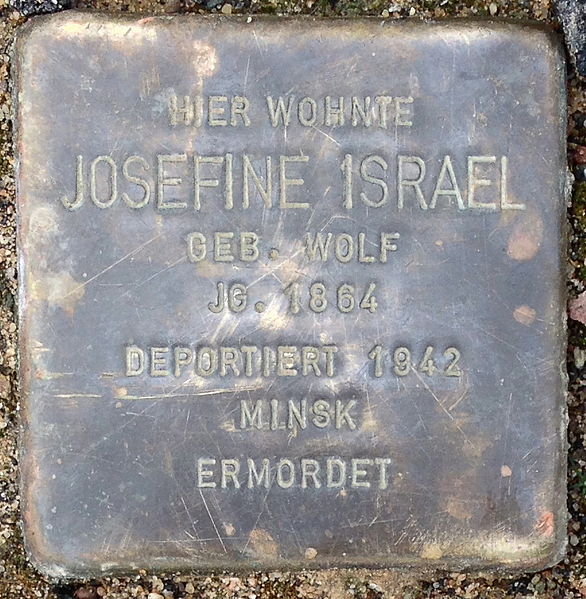 HIER WOHNTE
JOSEFINE ISRAEL
GEB. WOLF
JG. 1864
DEPORTIERT 1942
MINSK
ERMORDET